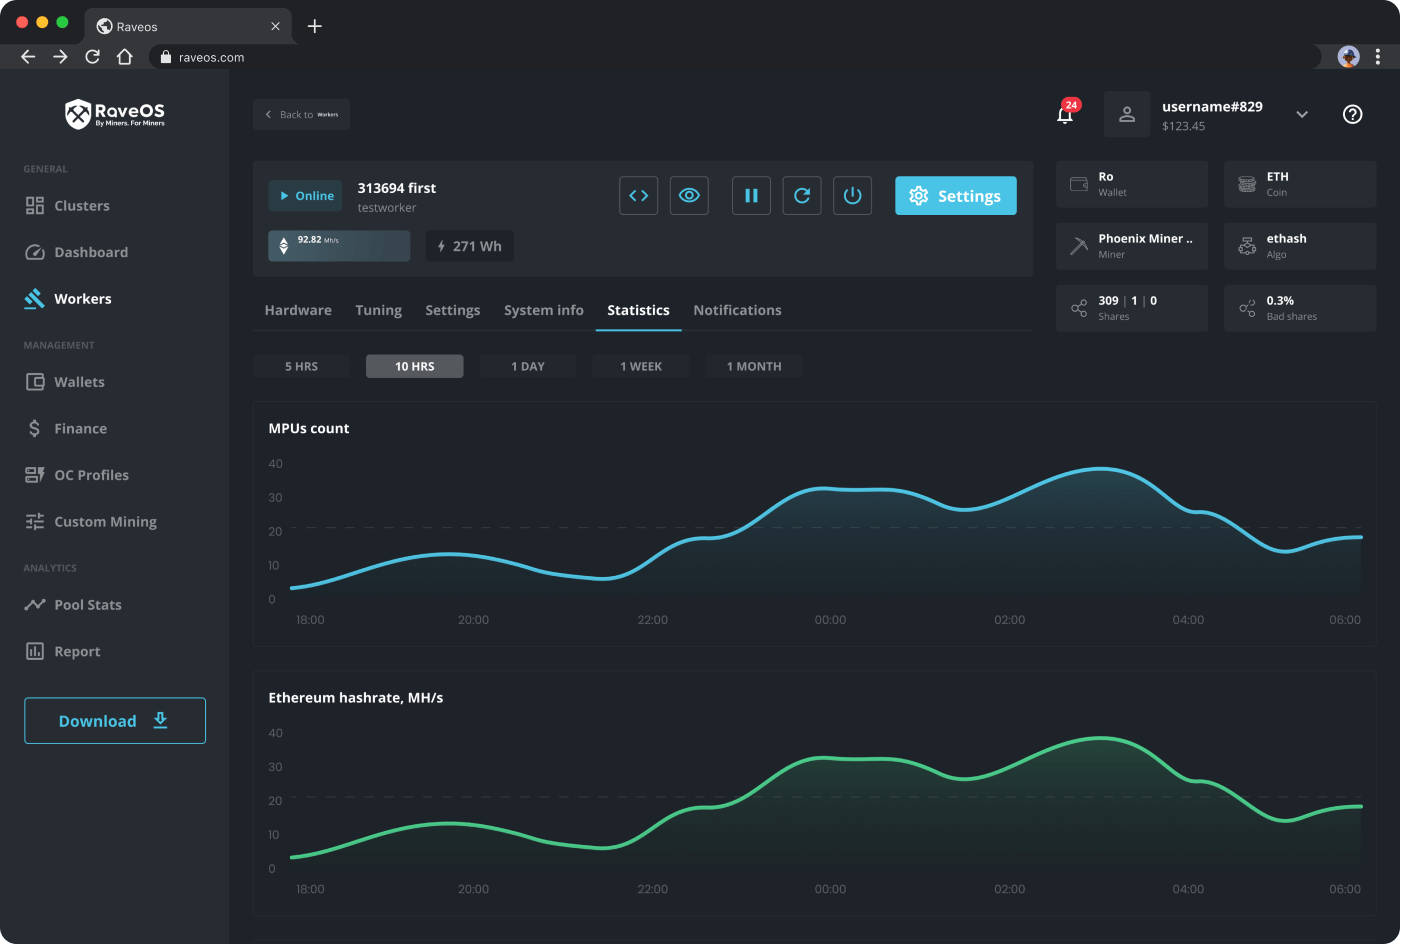 Raveos
raveos.com
RaveOS
By Miners. For Miners
GENERAL
Clusters
Dashboard
Workers
MANAGEMENT
Wallets
Finance
OC Profiles
Custom Mining
ANALYTICS
Pool Stats
Report
Download
Back to Workers
24
username#829
$123.45
Online
313694 first
testworker
Settings
92.82 Mh/s
271 Wh
Ro
Wallet
ETH
Coin
Phoenix Miner ..
Miner
ethash
Algo
309 | 1 | 0
Shares
0.3%
Bad shares
Hardware Tuning Settings System info Statistics Notifications
5 HRS 10 HRS 1 DAY 1 WEEK 1 MONTH
MPUs count
40
30
20
10
0
18:00 20:00 22:00 00:00 02:00 04:00 06:00
Ethereum hashrate, MH/s
40
30
20
10
0
18:00 20:00 22:00 00:00 02:00 04:00 06:00